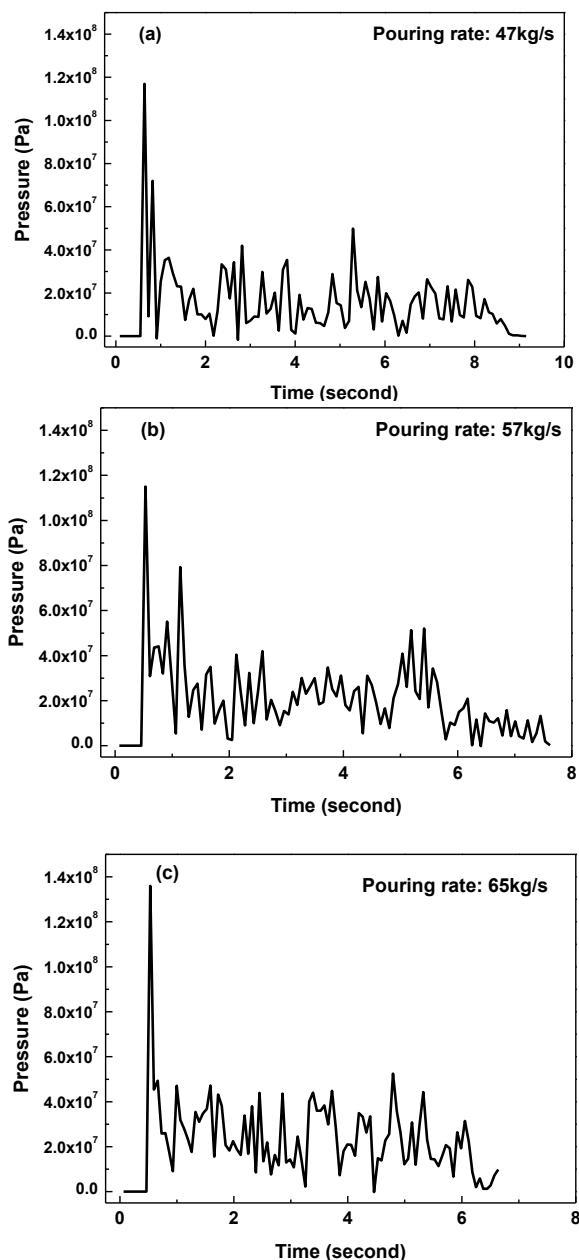 (a) Pouring rate: 47kg/s
1.4x10⁸
1.2x10⁸
1.0x10⁸
8.0x10⁷
6.0x10⁷
4.0x10⁷
2.0x10⁷
0.0
Pressure (Pa)
0 2 4 6 8 10
Time (second)
(b) Pouring rate: 57kg/s
1.4x10⁸
1.2x10⁸
1.0x10⁸
8.0x10⁷
6.0x10⁷
4.0x10⁷
2.0x10⁷
0.0
Pressure (Pa)
0 2 4 6 8
Time (second)
(c) Pouring rate: 65kg/s
1.4x10⁸
1.2x10⁸
1.0x10⁸
8.0x10⁷
6.0x10⁷
4.0x10⁷
2.0x10⁷
0.0
Pressure (Pa)
0 2 4 6 8
Time (second)